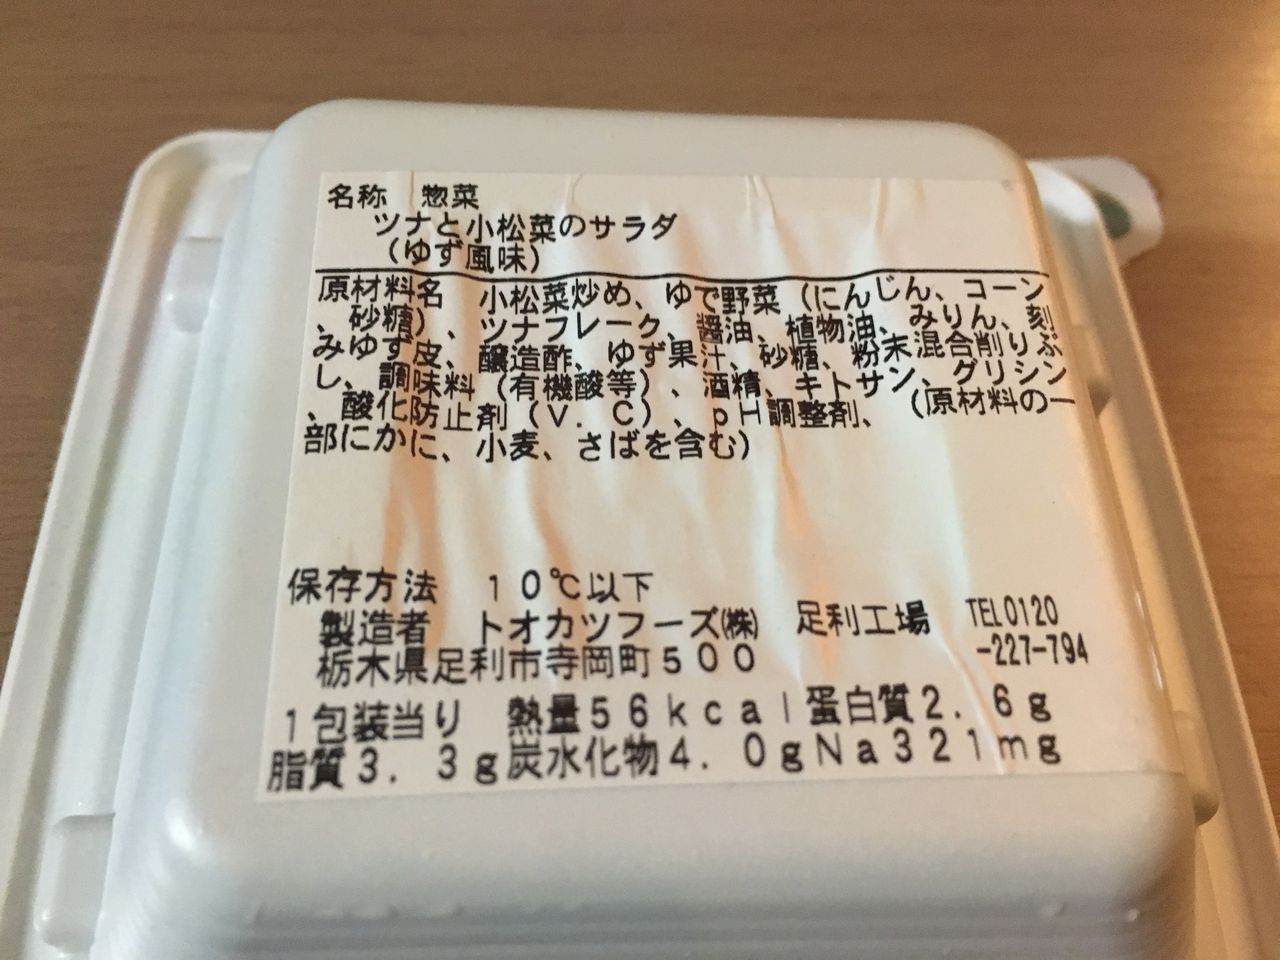 名称　惣菜
ツナと小松菜のサラダ
（ゆず風味）
原材料名　小松菜炒め、ゆで野菜（にんじん、コーン
、砂糖）、ツナフレーク、醤油、植物油、みりん、刻
みゆず皮、醸造酢、ゆず果汁、砂糖、粉末混合削りぶ
し、調味料（有機酸等）、酒精、キトサン、グリシン
、酸化防止剤（Ｖ．Ｃ）、ｐＨ調整剤、（原材料の一
部にかに、小麦、さばを含む）
保存方法　１０℃以下
製造者　トオカツフーズ㈱　足利工場　TEL0120
栃木県足利市寺岡町５００　-227-794
１包装当り　熱量５６ｋｃａｌ蛋白質２．６ｇ
脂質３．３ｇ炭水化物４．０ｇＮａ３２１ｍｇ